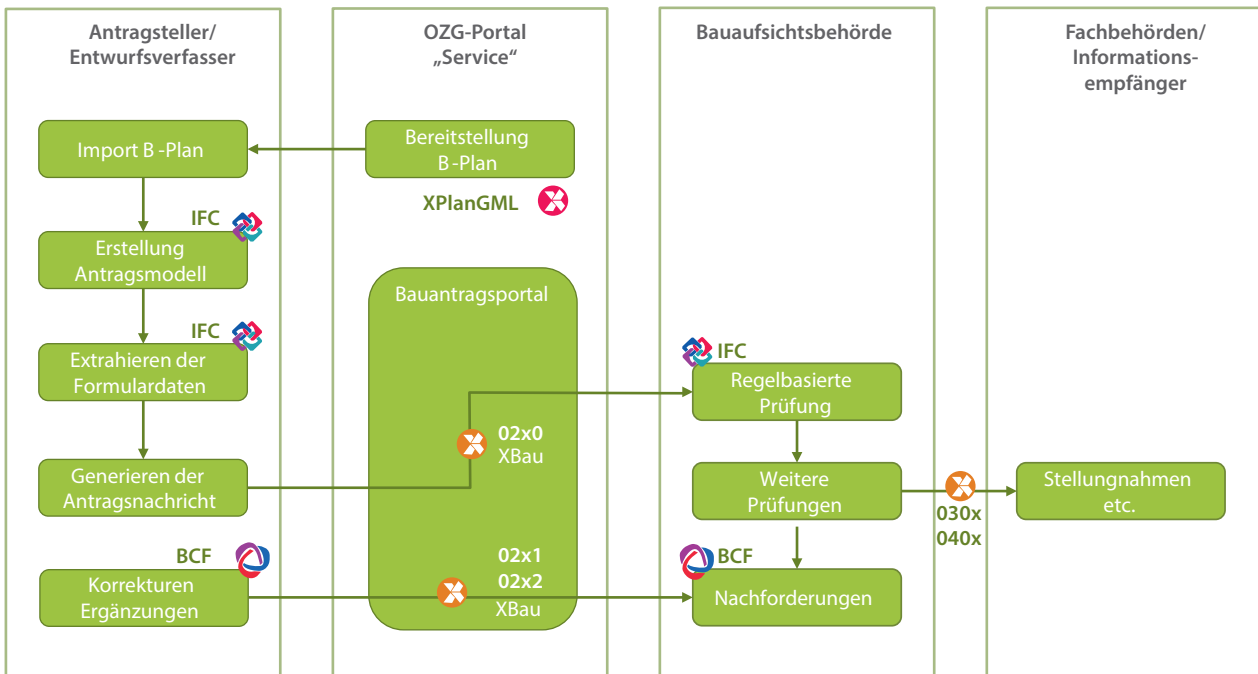 Antragsteller/
Entwurfsverfasser
OZG-Portal
„Service“
Bauaufsichtsbehörde
Fachbehörden/
Informations-
empfänger
Import B -Plan
Bereitstellung
B -Plan
XPlanGML
IFC
Erstellung
Antragsmodell
IFC
Extrahieren der
Formulardaten
Generieren der
Antragsnachricht
BCF
Korrekturen
Ergänzungen
Bauantragsportal
02x0
XBau
02x1
02x2
XBau
IFC
Regelbasierte
Prüfung
Weitere
Prüfungen
BCF
Nachforderungen
030x
040x
Stellungnahmen
etc.